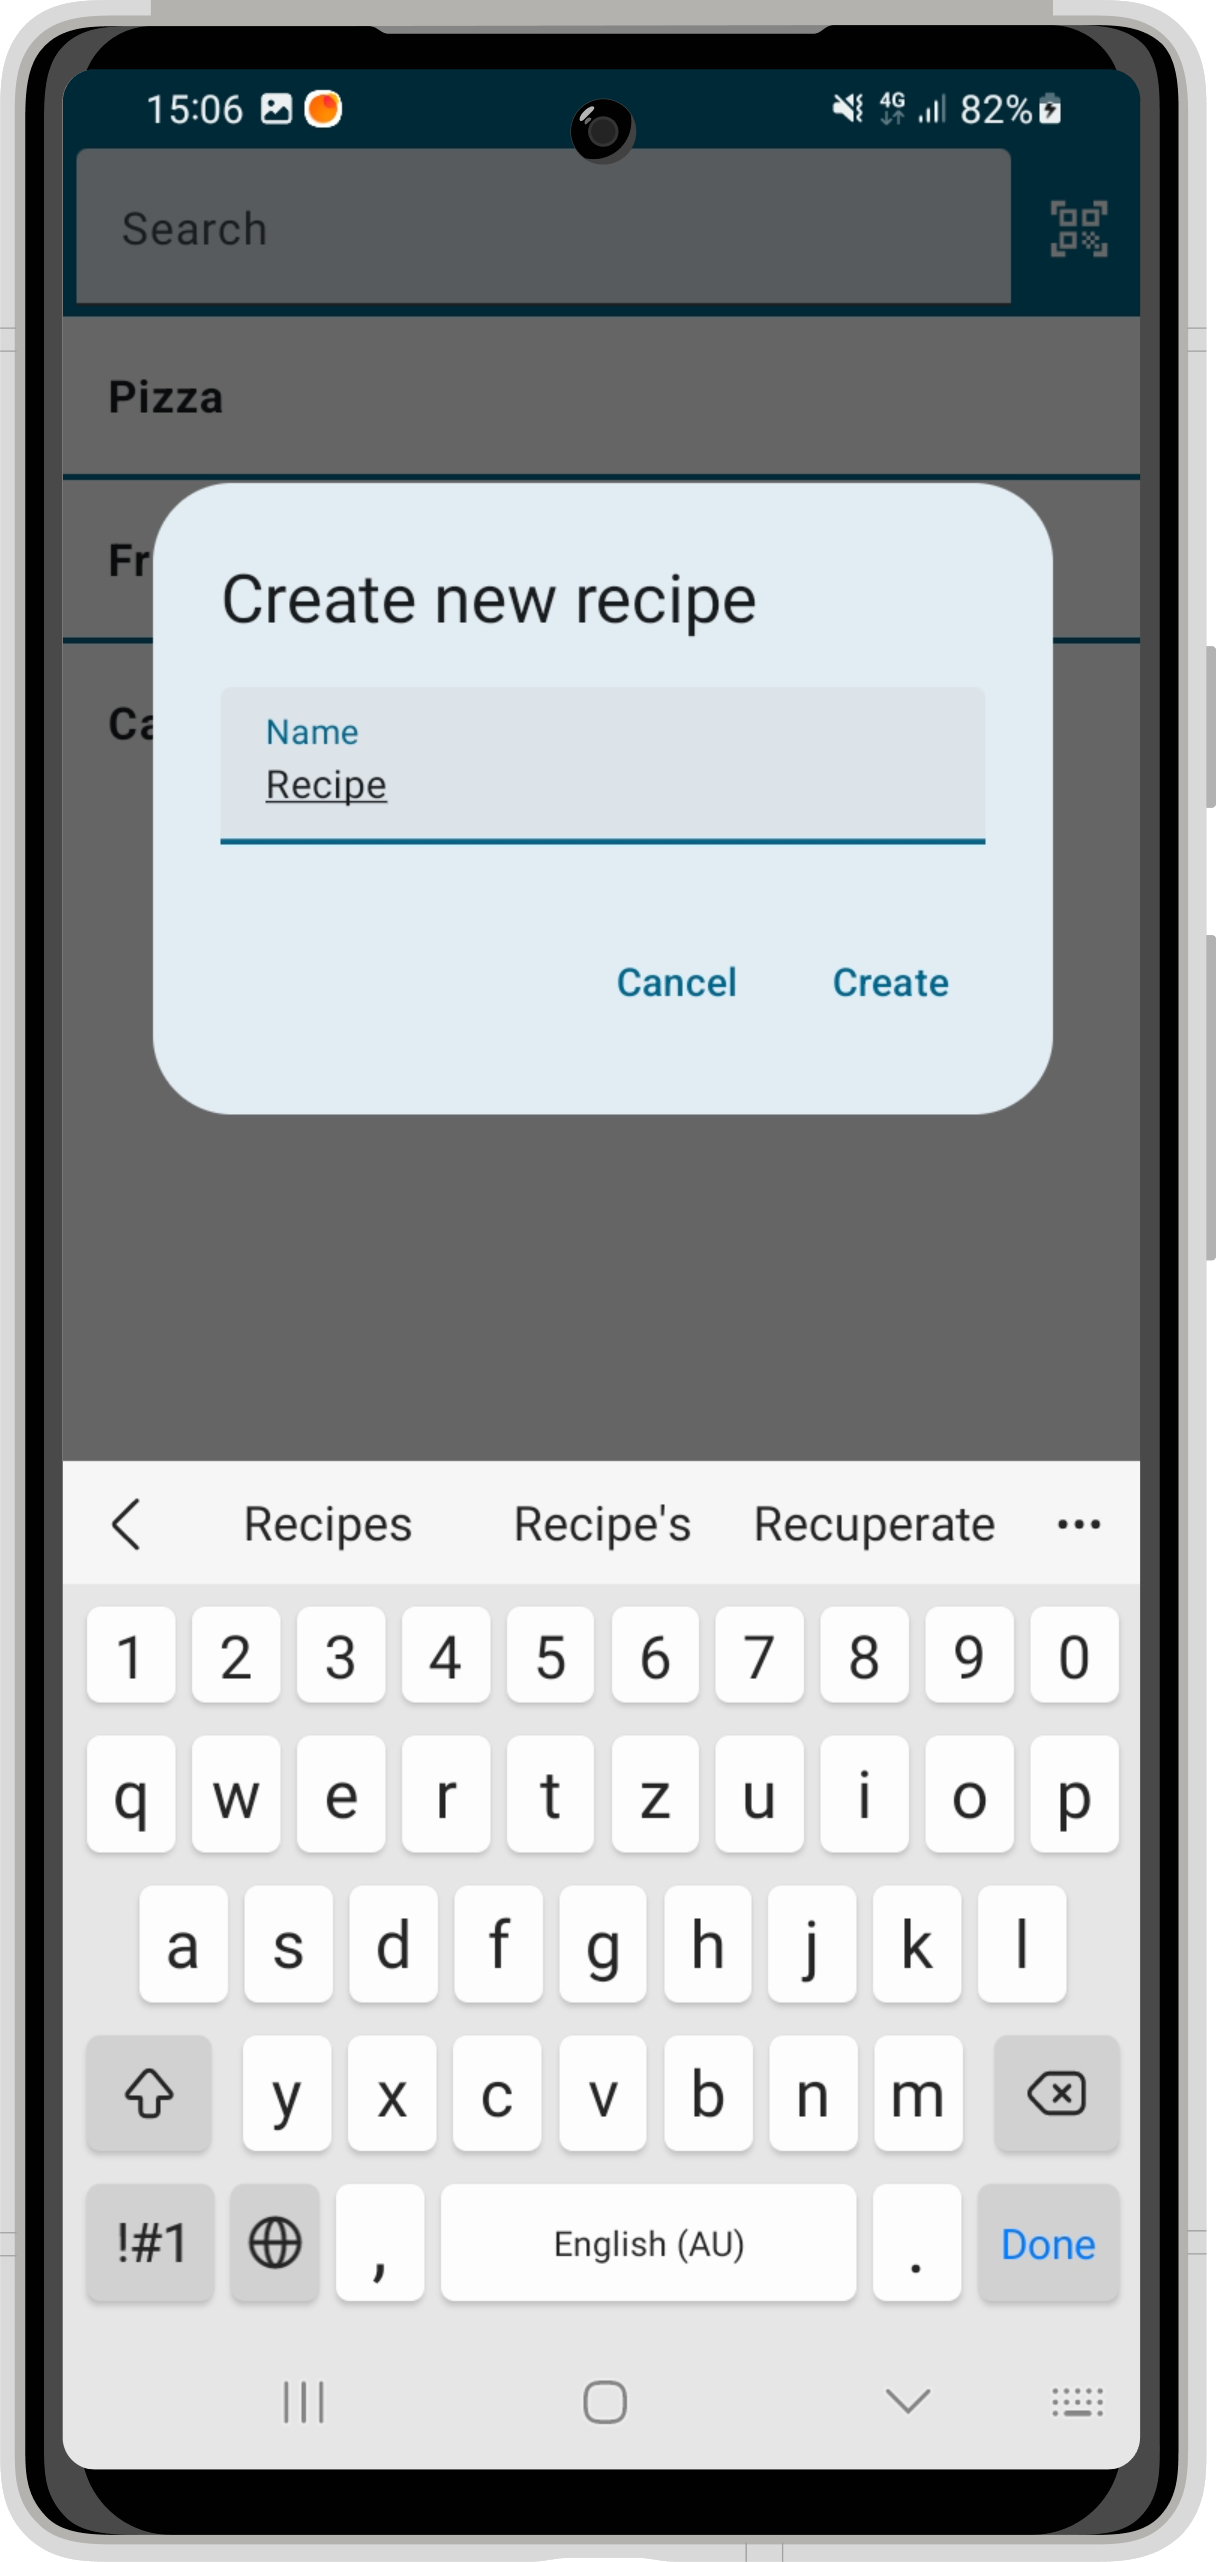 15:06 4G 82%
Search
Pizza
Fr
Create new recipe
Name
Recipe
Ca
Cancel Create
Recipes Recipe's Recuperate ...
1 2 3 4 5 6 7 8 9 0
q w e r t z u i o p
a s d f g h j k l
y x c v b n m
!#1 , English (AU) . Done